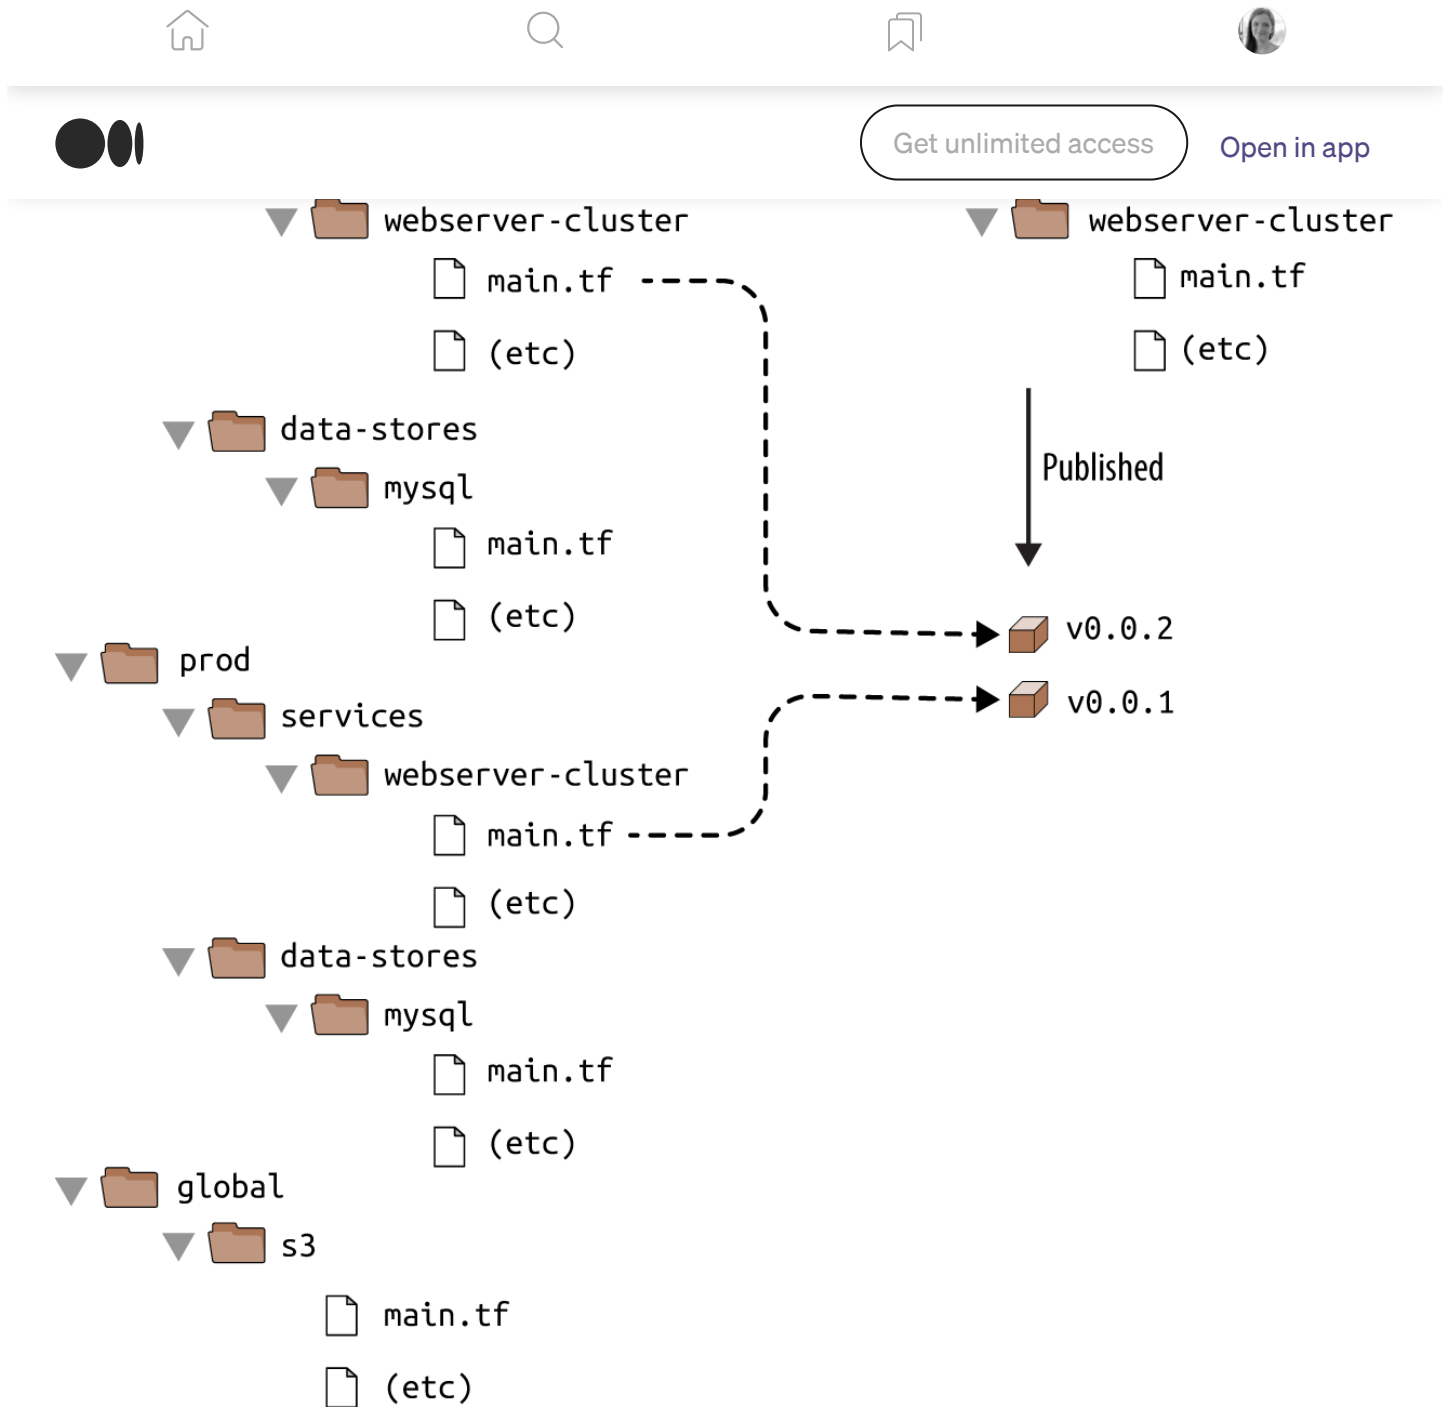 Get unlimited access
Open in app
webserver-cluster
main.tf
(etc)
data-stores
mysql
main.tf
(etc)
prod
services
webserver-cluster
main.tf
(etc)
data-stores
mysql
main.tf
(etc)
global
s3
main.tf
(etc)
webserver-cluster
main.tf
(etc)
Published
v0.0.2
v0.0.1